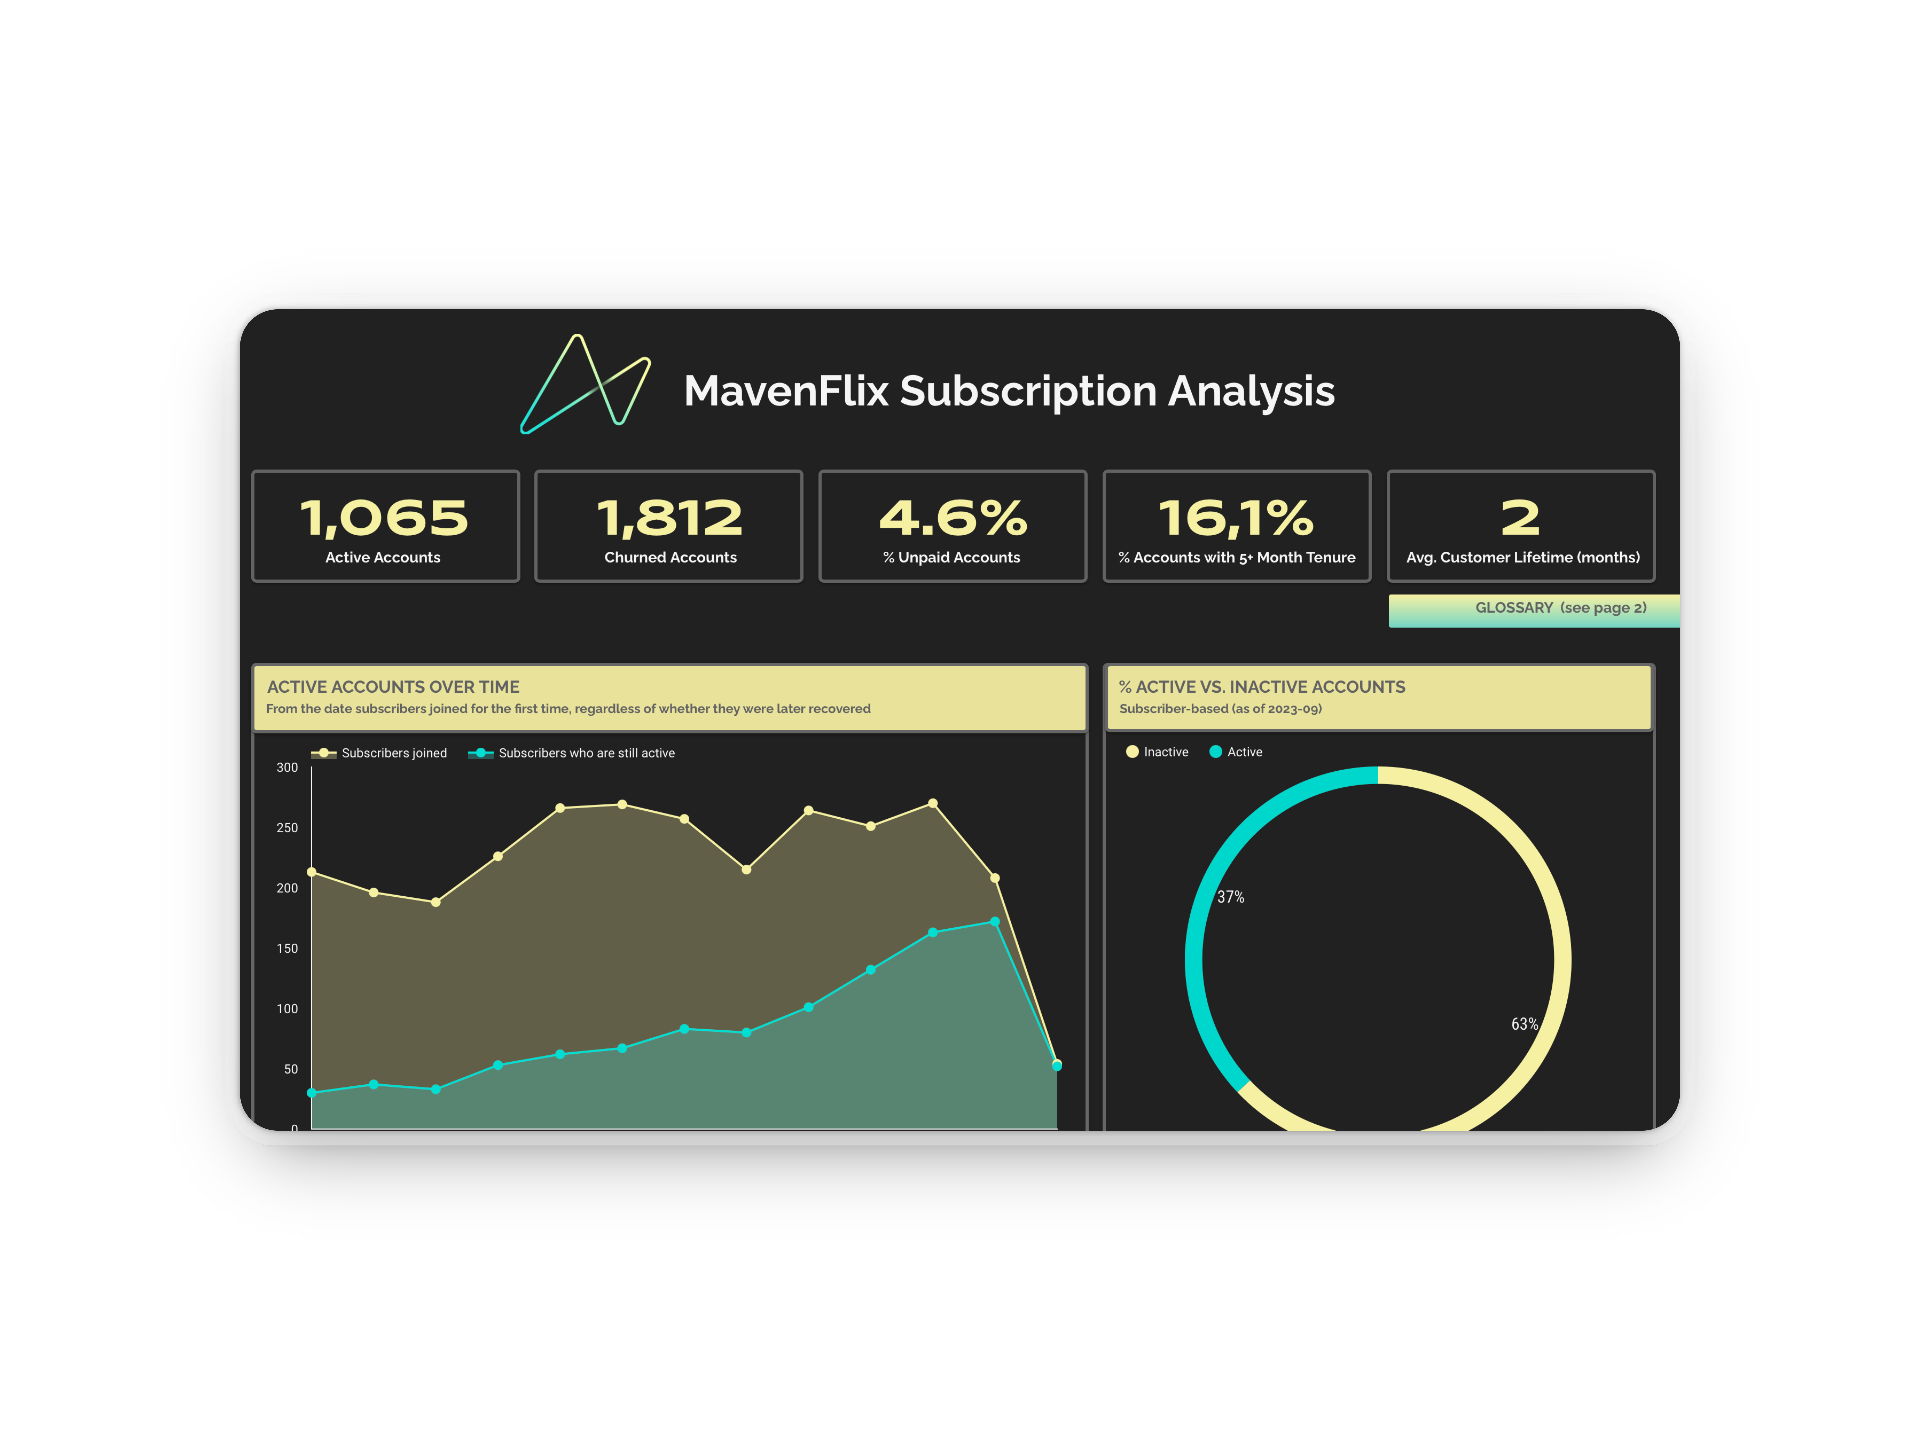 MavenFlix Subscription Analysis
1,065
Active Accounts
1,812
Churned Accounts
4.6%
% Unpaid Accounts
16,1%
% Accounts with 5+ Month Tenure
2
Avg. Customer Lifetime (months)
GLOSSARY (see page 2)
ACTIVE ACCOUNTS OVER TIME
From the date subscribers joined for the first time, regardless of whether they were later recovered
Subscribers joined
Subscribers who are still active
300
250
200
150
100
50
0
% ACTIVE VS. INACTIVE ACCOUNTS
Subscriber-based (as of 2023-09)
Inactive
Active
37%
63%